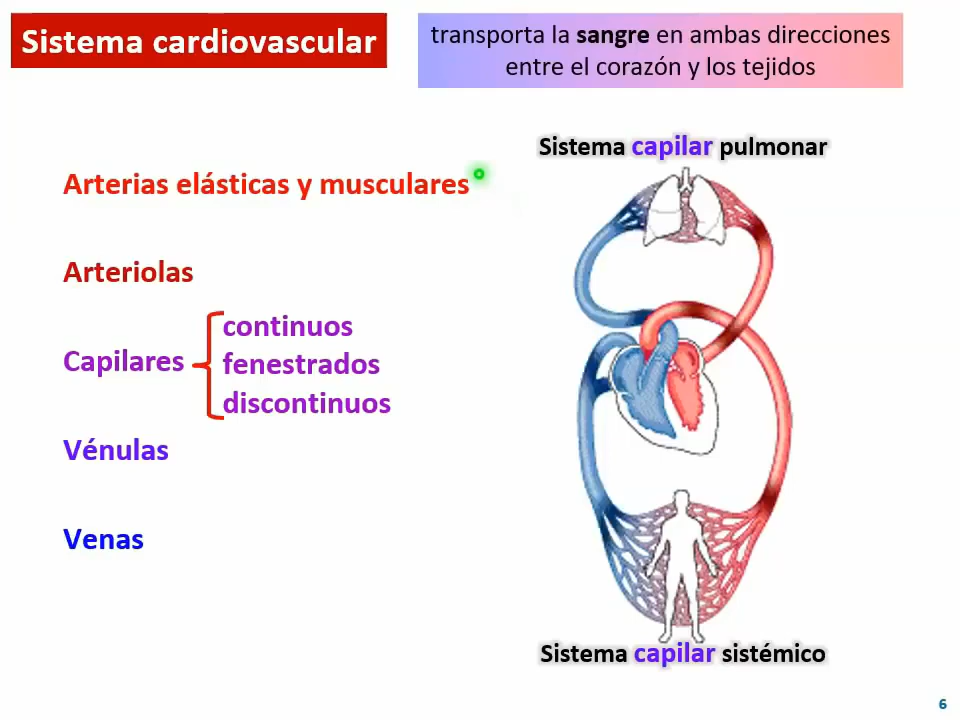 Sistema cardiovascular
transporta la sangre en ambas direcciones
entre el corazón y los tejidos
Sistema capilar pulmonar
Arterias elásticas y musculares
Arteriolas
continuos
Capilares
fenestrados
discontinuos
Vénulas
Venas
Sistema capilar sistémico
6